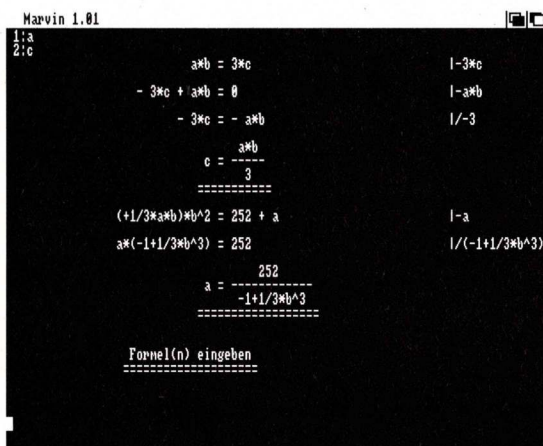 Marvin 1.01
1:a
2:c
a*b = 3*c |-3*c
- 3*c + a*b = 0 |-a*b
- 3*c = - a*b |/-3
a*b
c = -----
3
===========
(+1/3*a*b)*b^2 = 252 + a |-a
a*(-1+1/3*b^3) = 252 |/(-1+1/3*b^3)
252
a = ------------
-1+1/3*b^3
==================
Formel(n) eingeben
====================